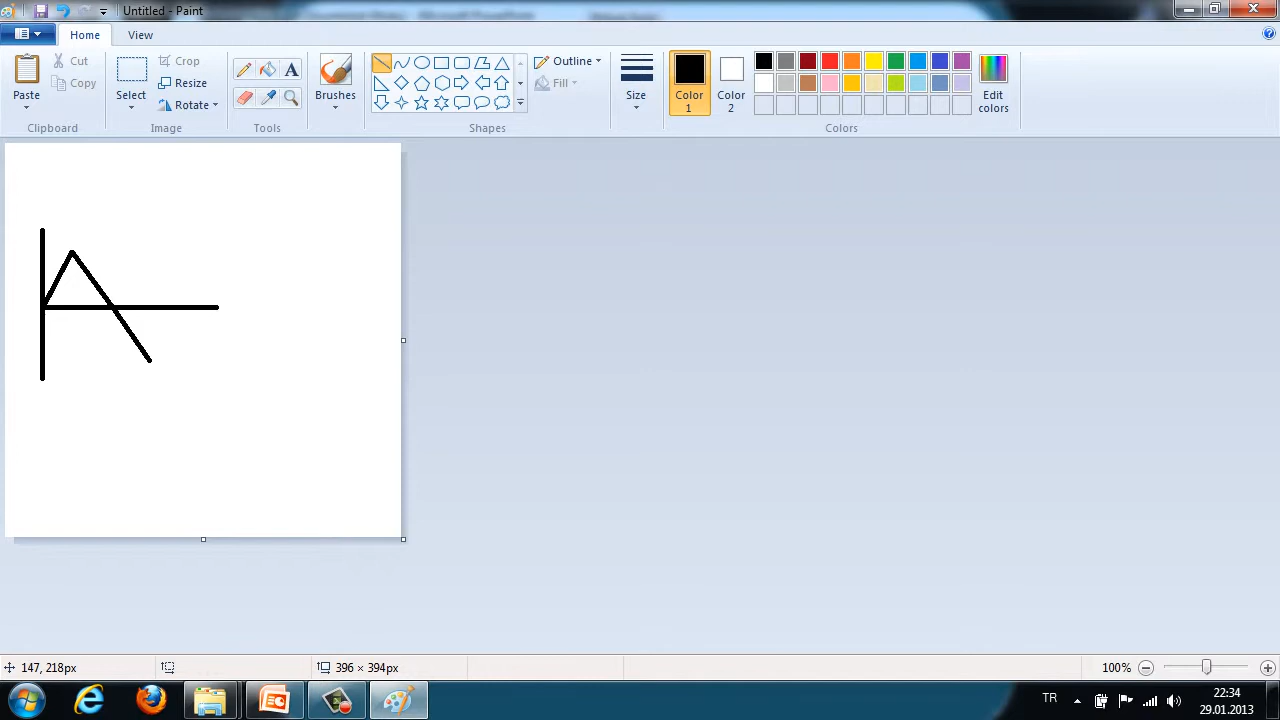 Untitled - Paint
Home
View
Paste
Cut
Copy
Clipboard
Select
Crop
Resize
Rotate
Image
A
Tools
Brushes
Outline
Fill
Shapes
Size
Color
1
Color
2
Edit
colors
Colors
147, 218px
396 × 394px
100%
TR
22:34
29.01.2013